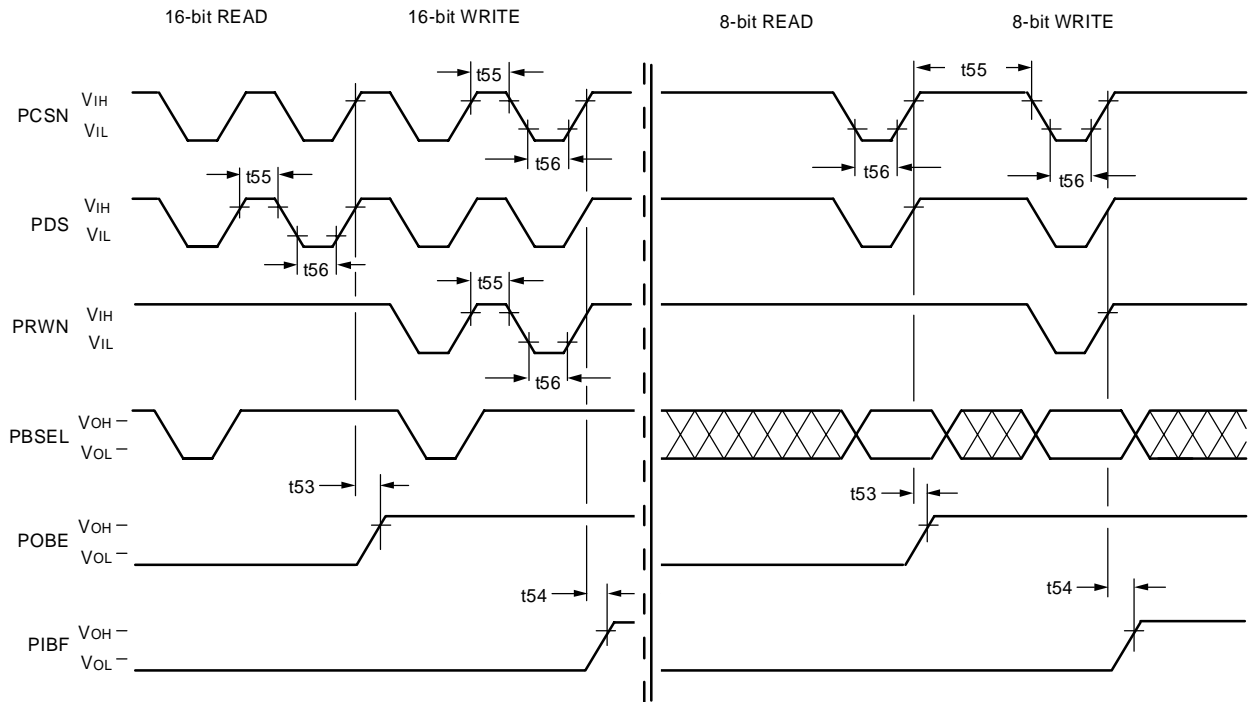 16-bit READ 16-bit WRITE 8-bit READ 8-bit WRITE
t55 t55
PCSN VIH
VIL
t56 t56 t56
t55
PDS VIH
VIL
t56 t55
PRWN VIH
VIL
t56
PBSEL VOH–
VOL–
t53 t53
POBE VOH–
VOL–
t54 t54
PIBF VOH–
VOL–